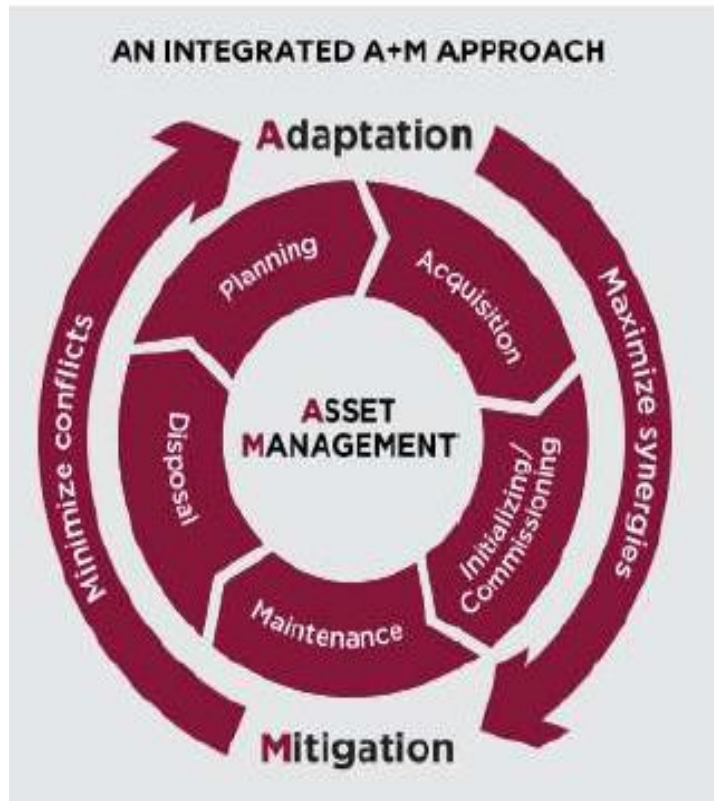 AN INTEGRATED A+M APPROACH
Adaptation
Planning
Acquisition
Maximize synergies
Minimize conflicts
ASSET
MANAGEMENT
Disposal
Initializing/
Commissioning
Maintenance
Mitigation